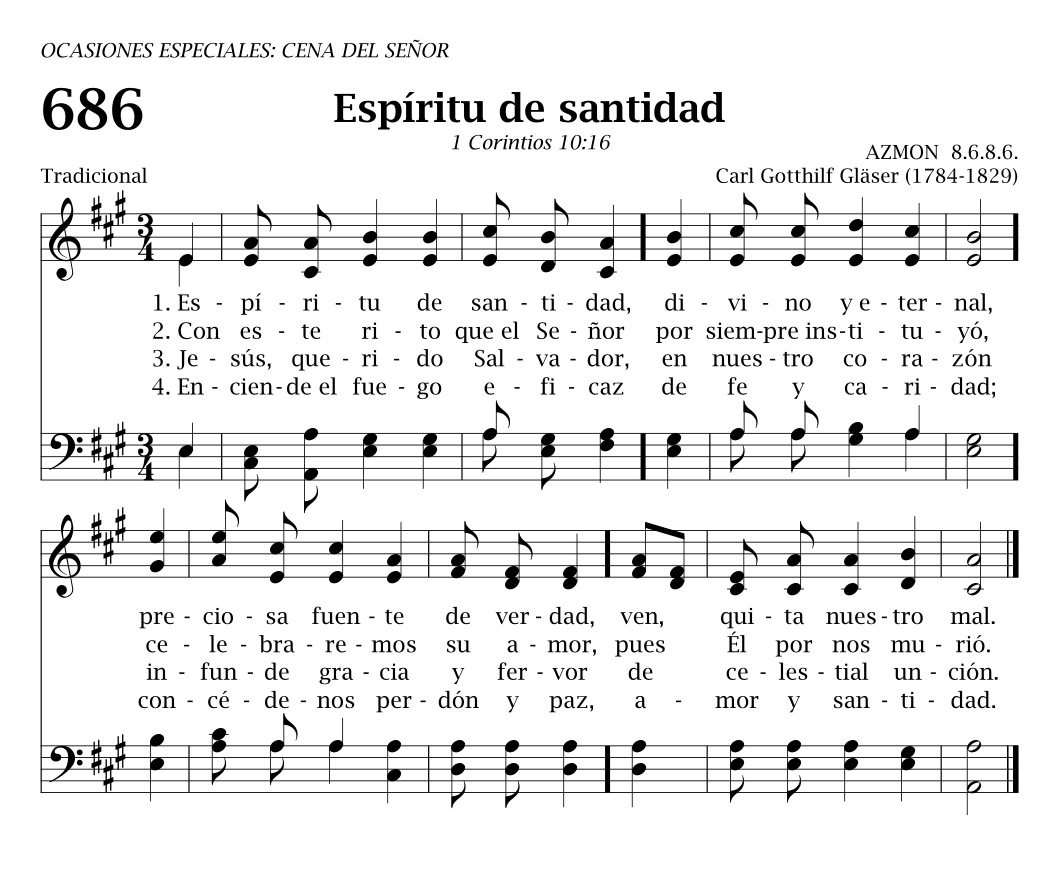 OCASIONES ESPECIALES: CENA DEL SEÑOR
686 Espíritu de santidad
1 Corintios 10:16
AZMON 8.6.8.6.
Tradicional Carl Gotthilf Gläser (1784-1829)
3
4
1. Es - pí - ri - tu de san - ti - dad, di - vi - no y e - ter - nal,
2. Con es - te ri - to que el Se - ñor por siem-pre ins-ti - tu - yó,
3. Je - sús, que - ri - do Sal - va - dor, en nues - tro co - ra - zón
4. En - cien-de el fue - go e - fi - caz de fe y ca - ri - dad;
3
4
pre - cio - sa fuen - te de ver - dad, ven, qui - ta nues - tro mal.
ce - le - bra - re - mos su a - mor, pues Él por nos mu - rió.
in - fun - de gra - cia y fer - vor de ce - les - tial un - ción.
con - cé - de - nos per - dón y paz, a - mor y san - ti - dad.